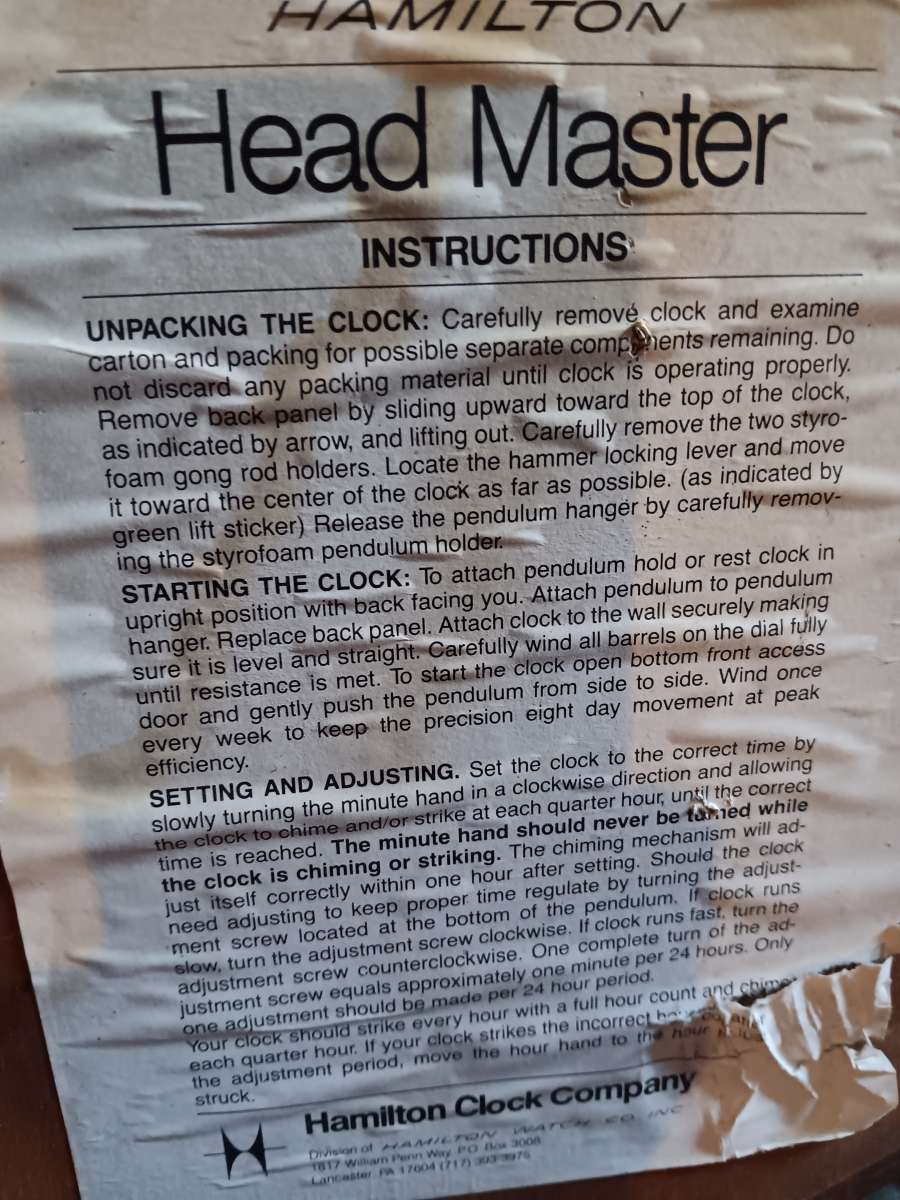 HAMILTON
Head Master
INSTRUCTIONS
UNPACKING THE CLOCK: Carefully remove clock and examine
carton and packing for possible separate components remaining. Do
not discard any packing material until clock is operating properly.
Remove back panel by sliding upward toward the top of the clock,
as indicated by arrow, and lifting out. Carefully remove the two styro-
foam gong rod holders. Locate the hammer locking lever and move
it toward the center of the clock as far as possible. (as indicated by
green lift sticker) Release the pendulum hanger by carefully remov-
ing the styrofoam pendulum holder.
STARTING THE CLOCK: To attach pendulum hold or rest clock in
upright position with back facing you. Attach pendulum to pendulum
hanger. Replace back panel. Attach clock to the wall securely making
sure it is level and straight. Carefully wind all barrels on the dial fully
until resistance is met. To start the clock open bottom front access
door and gently push the pendulum from side to side. Wind once
every week to keep the precision eight day movement at peak
efficiency.
SETTING AND ADJUSTING. Set the clock to the correct time by
slowly turning the minute hand in a clockwise direction and allowing
the clock to chime and/or strike at each quarter hour, until the correct
time is reached. The minute hand should never be turned while
the clock is chiming or striking. The chiming mechanism will ad-
just itself correctly within one hour after setting. Should the clock
need adjusting to keep proper time regulate by turning the adjust-
ment screw located at the bottom of the pendulum. If clock runs
slow, turn the adjustment screw clockwise. If clock runs fast, turn the
adjustment screw counterclockwise. One complete turn of the ad-
justment screw equals approximately one minute per 24 hours. Only
one adjustment should be made per 24 hour period.
Your clock should strike every hour with a full hour count and chime
each quarter hour. If your clock strikes the incorrect after
the adjustment period, move the hour hand to the hour
struck.
Hamilton Clock Company
Division of HAMILTON WATCH CO. INC
1817 William Penn Way PO Box 3008
Lancaster, PA 17604 (717)